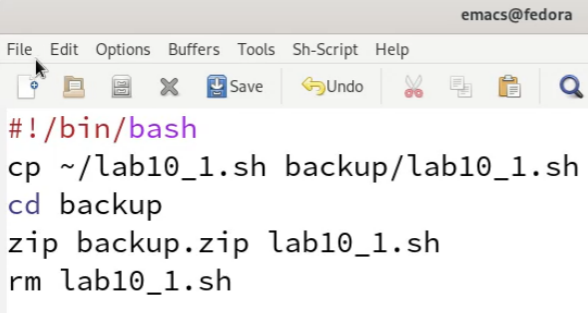 emacs@fedora
File Edit Options Buffers Tools Sh-Script Help
Save Undo
#!/bin/bash
cp ~/lab10_1.sh backup/lab10_1.sh
cd backup
zip backup.zip lab10_1.sh
rm lab10_1.sh